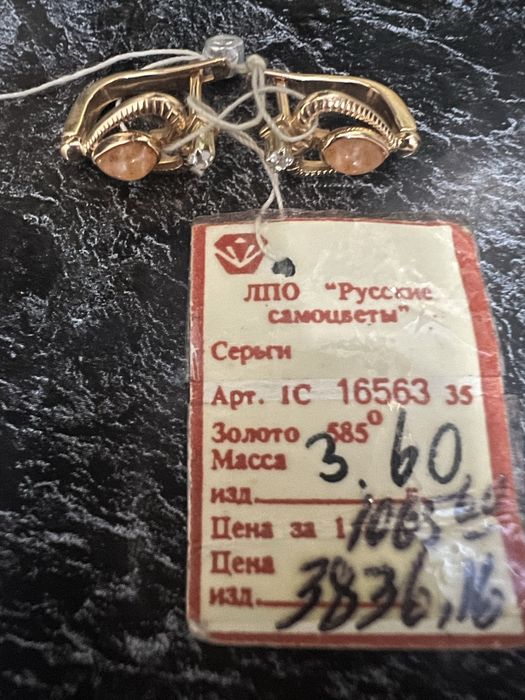 ЛПО "Русские
самоцветы"
Серьги
Арт. 1С 16563 35
Золото 585°
Масса 3.60
изд.
Цена за 1
Цена
изд. 3836,16